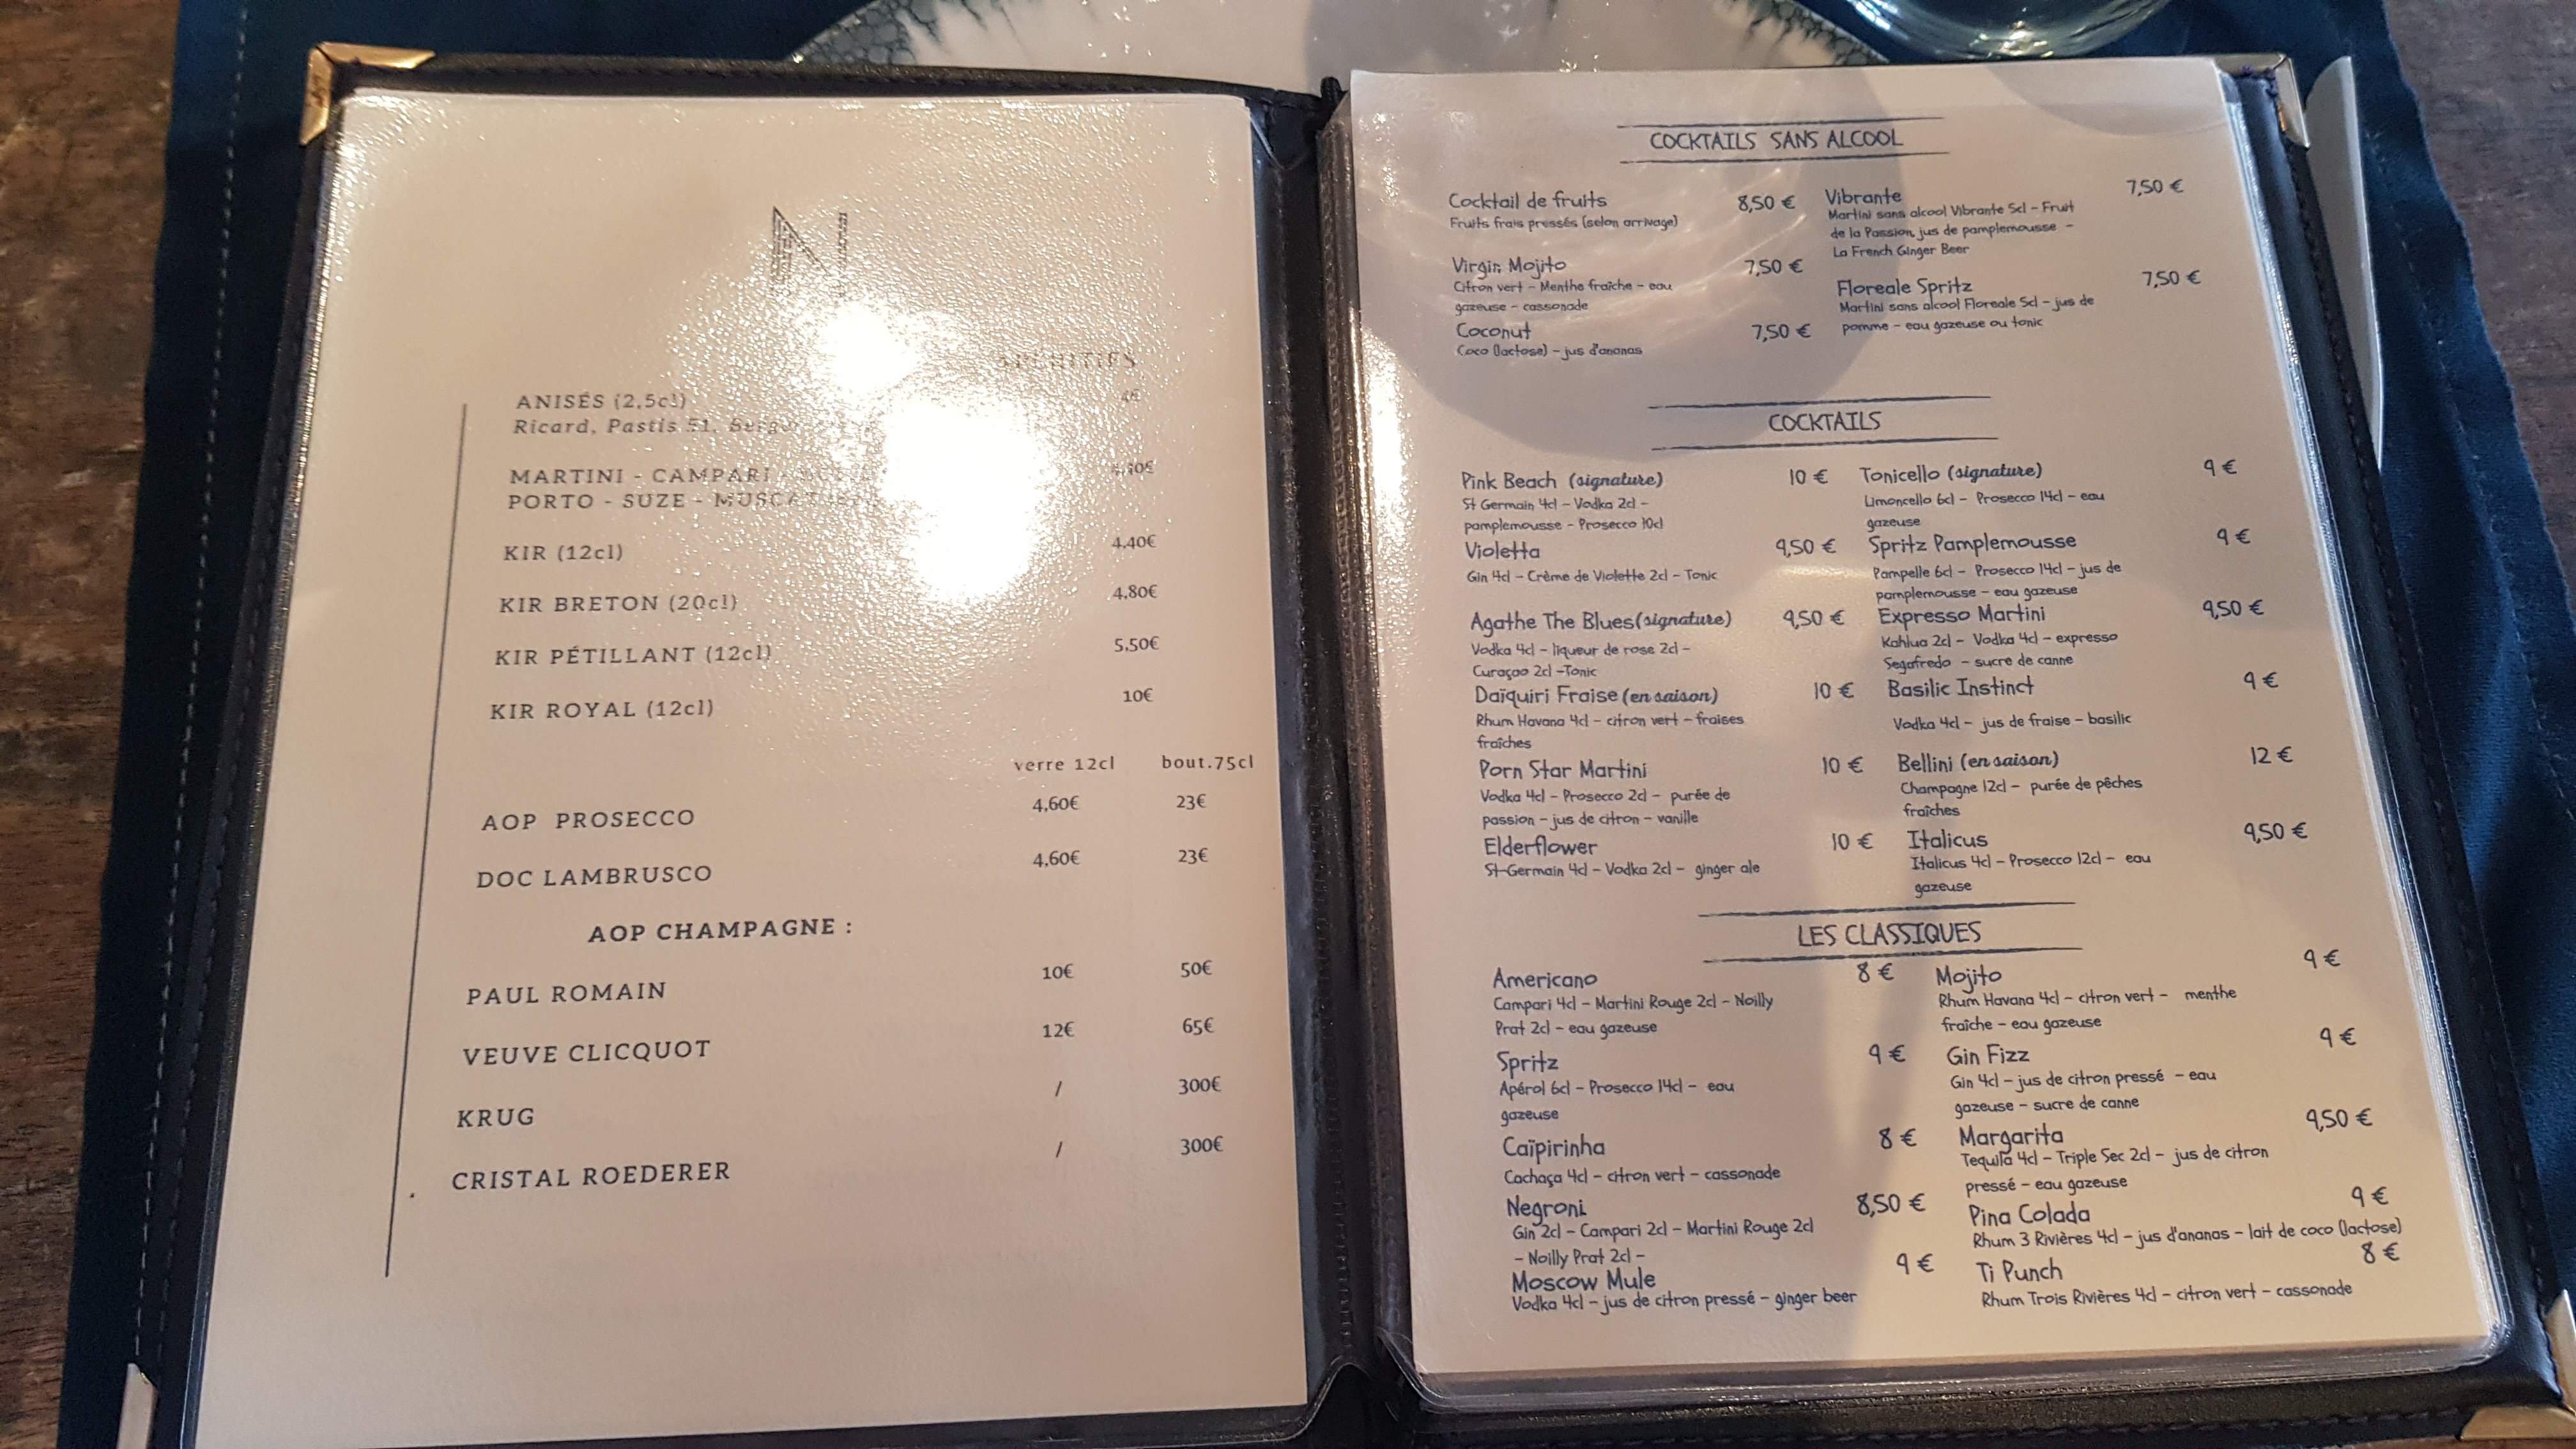 N
ANISÉS (2,5cl)
4€
Ricard, Pastis 51,
MARTINI - CAMPARI
PORTO - SUZE - MUSCAT
KIR (12cl) 4,40€
KIR BRETON (20cl) 4,80€
KIR PÉTILLANT (12cl) 5,50€
KIR ROYAL (12cl) 10€
verre 12cl bout.75cl
AOP PROSECCO 4,60€ 23€
DOC LAMBRUSCO 4,60€ 23€
AOP CHAMPAGNE :
PAUL ROMAIN 10€ 50€
VEUVE CLICQUOT 12€ 65€
KRUG / 300€
CRISTAL ROEDERER / 300€
COCKTAILS SANS ALCOOL
Cocktail de fruits 8,50 €
Fruits frais pressés (selon arrivage)
Virgin Mojito 7,50 €
Citron vert - Menthe fraîche - eau
gazeuse - cassonade
Coconut 7,50 €
Coco (lactose) - jus d'ananas
Vibrante 7,50 €
Martini sans alcool Vibrante 5cl - Fruit
de la Passion, jus de pamplemousse -
La French Ginger Beer
Floreale Spritz 7,50 €
Martini sans alcool Floreale 5cl - jus de
pomme - eau gazeuse ou tonic
COCKTAILS
Pink Beach (signature) 10 €
St Germain 4cl - Vodka 2cl -
pamplemousse - Prosecco 10cl
Violetta 9,50 €
Gin 4cl - Crème de Violette 2cl - Tonic
Agathe The Blues(signature) 9,50 €
Vodka 4cl - liqueur de rose 2cl -
Curaçao 2cl -Tonic
Daïquiri Fraise (en saison) 10 €
Rhum Havana 4cl - citron vert - fraises
fraîches
Porn Star Martini 10 €
Vodka 4cl - Prosecco 2cl - purée de
passion - jus de citron - vanille
Elderflower 10 €
St-Germain 4cl - Vodka 2cl - ginger ale
Tonicello (signature) 9 €
Limoncello 6cl - Prosecco 14cl - eau
gazeuse
Spritz Pamplemousse 9 €
Pampelle 6cl - Prosecco 14cl - jus de
pamplemousse - eau gazeuse
Expresso Martini 9,50 €
Kahlua 2cl - Vodka 4cl - expresso
Segafredo - sucre de canne
Basilic Instinct 9 €
Vodka 4cl - jus de fraise - basilic
Bellini (en saison) 12 €
Champagne 12cl - purée de pêches
fraîches
Italicus 9,50 €
Italicus 4cl - Prosecco 12cl - eau
gazeuse
LES CLASSIQUES
Americano 8 €
Campari 4cl - Martini Rouge 2cl - Noilly
Prat 2cl - eau gazeuse
Spritz 9 €
Apérol 6cl - Prosecco 14cl - eau
gazeuse
Caïpirinha 8 €
Cachaça 4cl - citron vert - cassonade
Negroni 8,50 €
Gin 2cl - Campari 2cl - Martini Rouge 2cl
- Noilly Prat 2cl -
Moscow Mule 9 €
Vodka 4cl - jus de citron pressé - ginger beer
Mojito 9 €
Rhum Havana 4cl - citron vert - menthe
fraîche - eau gazeuse
Gin Fizz 9 €
Gin 4cl - jus de citron pressé - eau
gazeuse - sucre de canne
Margarita 9,50 €
Tequila 4cl - Triple Sec 2cl - jus de citron
pressé - eau gazeuse
Pina Colada 9 €
Rhum 3 Rivières 4cl - jus d'ananas - lait de coco (lactose)
Ti Punch 8 €
Rhum Trois Rivières 4cl - citron vert - cassonade